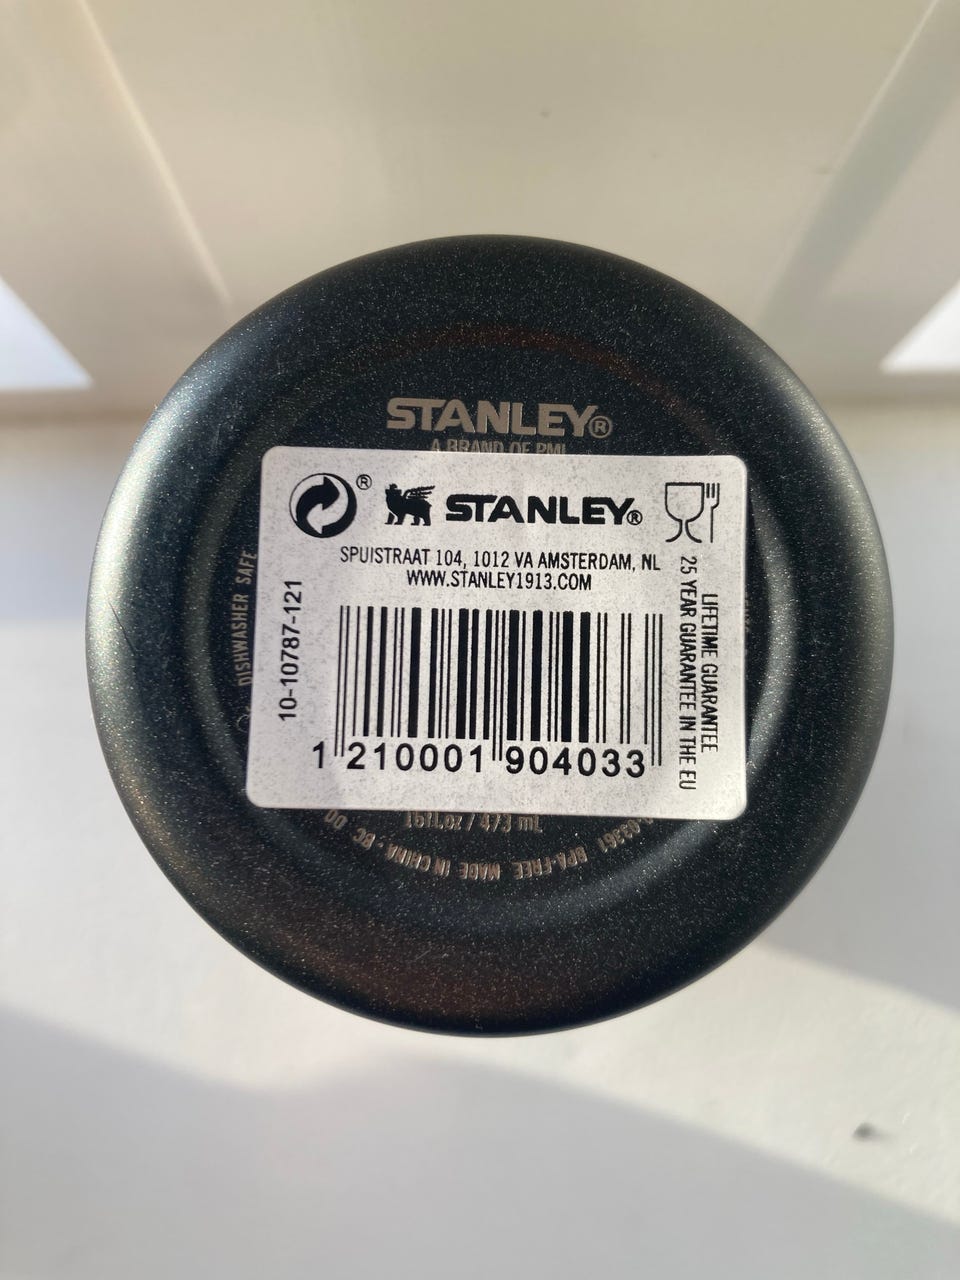 STANLEY®
A BRAND OF PMI
® STANLEY®
SPUISTRAAT 104, 1012 VA AMSTERDAM, NL
WWW.STANLEY1913.COM
10-10787-121
1 210001 904033
LIFETIME GUARANTEE
25 YEAR GUARANTEE IN THE EU
DISHWASHER SAFE
16 fl.oz / 473 mL
BPA-FREE MADE IN CHINA